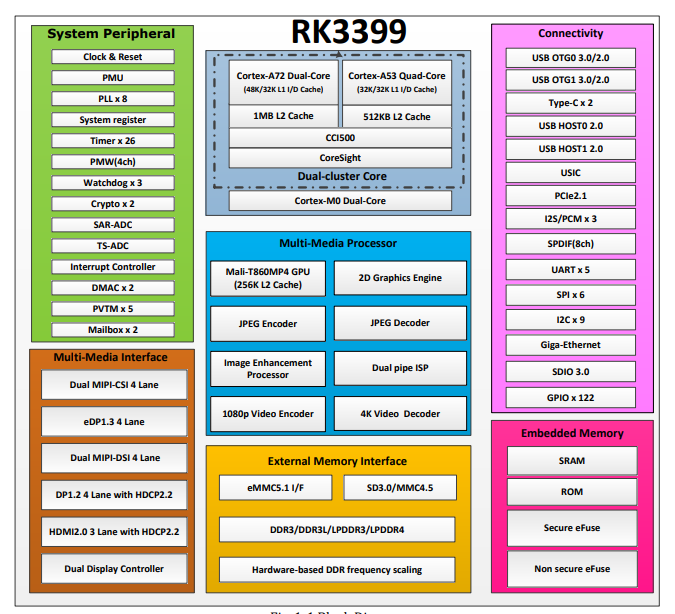 RK3399
System Peripheral
Clock & Reset
PMU
PLL x 8
System register
Timer x 26
PMW(4ch)
Watchdog x 3
Crypto x 2
SAR-ADC
TS-ADC
Interrupt Controller
DMAC x 2
PVTM x 5
Mailbox x 2
Multi-Media Interface
Dual MIPI-CSI 4 Lane
eDP1.3 4 Lane
Dual MIPI-DSI 4 Lane
DP1.2 4 Lane with HDCP2.2
HDMI2.0 3 Lane with HDCP2.2
Dual Display Controller
Cortex-A72 Dual-Core
(48K/32K L1 I/D Cache)
Cortex-A53 Quad-Core
(32K/32K L1 I/D Cache)
1MB L2 Cache
512KB L2 Cache
CCI500
CoreSight
Dual-cluster Core
Cortex-M0 Dual-Core
Multi-Media Processor
Mali-T860MP4 GPU
(256K L2 Cache)
2D Graphics Engine
JPEG Encoder
JPEG Decoder
Image Enhancement
Processor
Dual pipe ISP
1080p Video Encoder
4K Video Decoder
External Memory Interface
eMMC5.1 I/F
SD3.0/MMC4.5
DDR3/DDR3L/LPDDR3/LPDDR4
Hardware-based DDR frequency scaling
Connectivity
USB OTG0 3.0/2.0
USB OTG1 3.0/2.0
Type-C x 2
USB HOST0 2.0
USB HOST1 2.0
USIC
PCIe2.1
I2S/PCM x 3
SPDIF(8ch)
UART x 5
SPI x 6
I2C x 9
Giga-Ethernet
SDIO 3.0
GPIO x 122
Embedded Memory
SRAM
ROM
Secure eFuse
Non secure eFuse